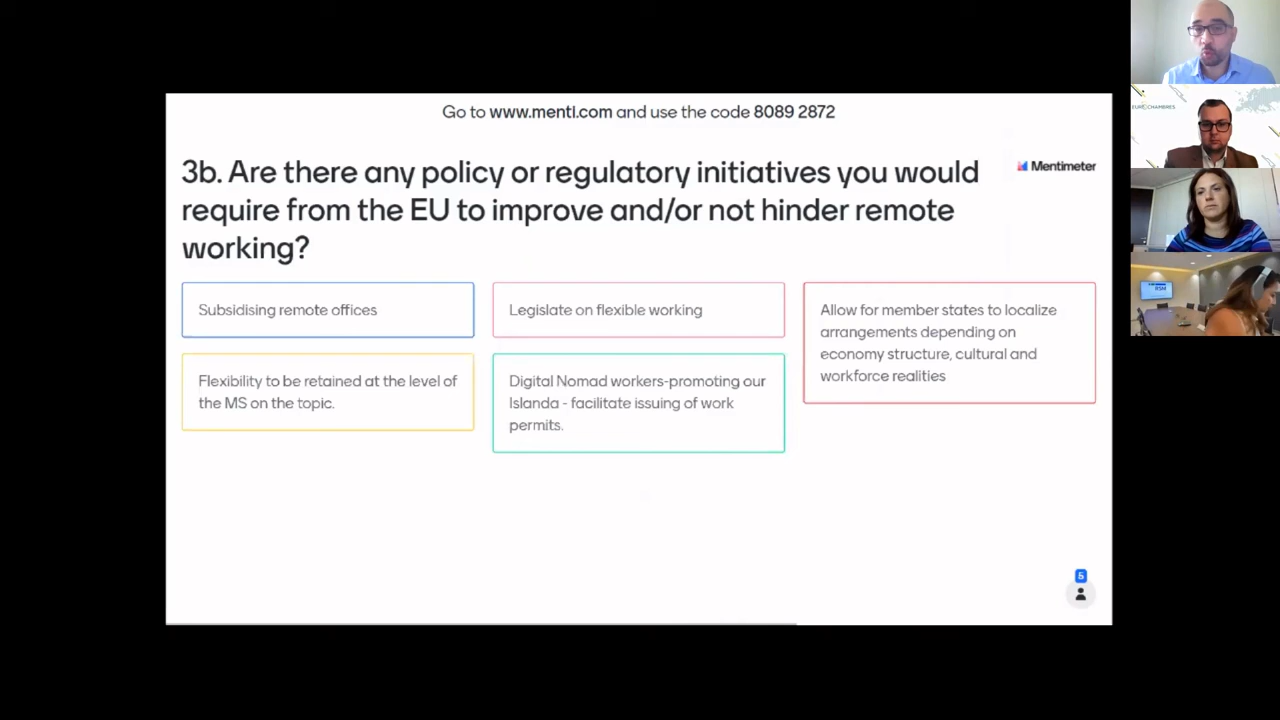 Go to www.menti.com and use the code 8089 2872
3b. Are there any policy or regulatory initiatives you would
require from the EU to improve and/or not hinder remote
working?
Mentimeter
Subsidising remote offices
Legislate on flexible working
Allow for member states to localize
arrangements depending on
economy structure, cultural and
workforce realities
Flexibility to be retained at the level of
the MS on the topic.
Digital Nomad workers-promoting our
Islanda - facilitate issuing of work
permits.
5
EUROCHAMBRES
RSM